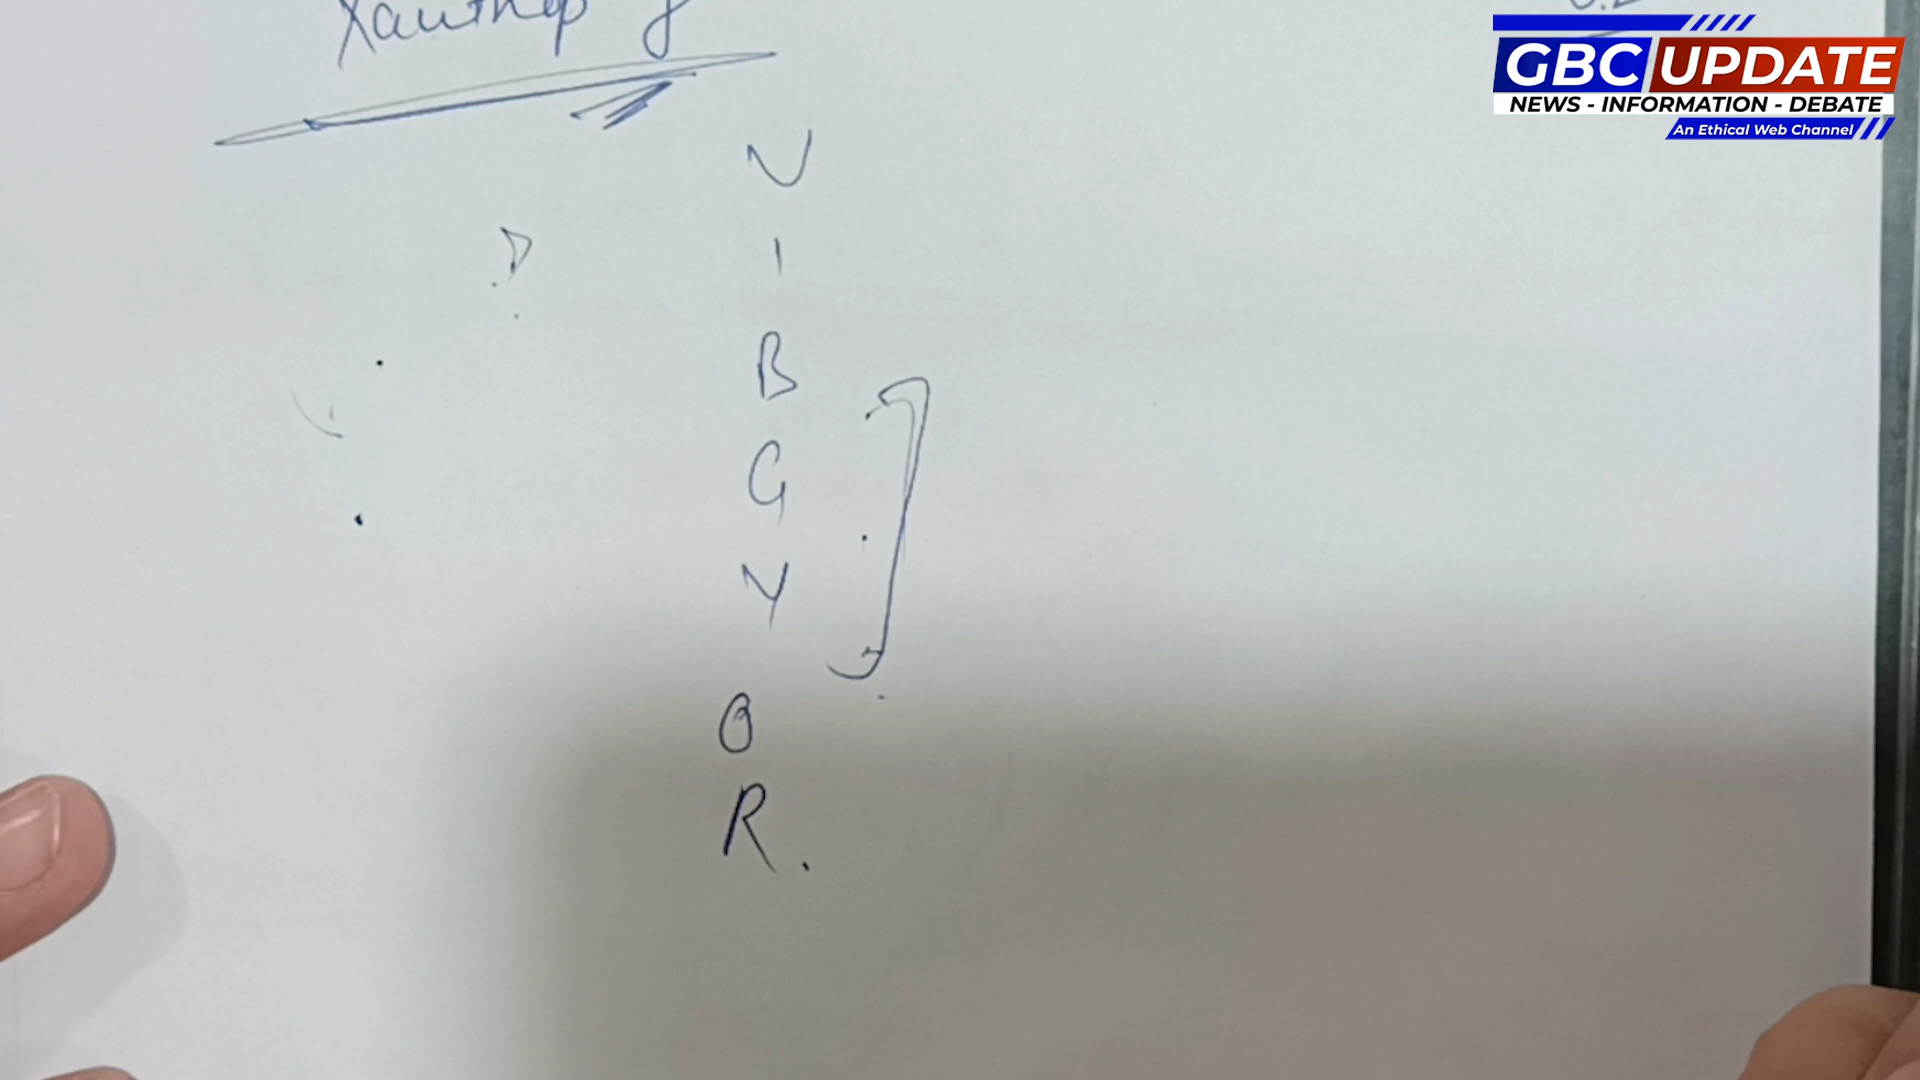 GBC UPDATE
NEWS - INFORMATION - DEBATE
An Ethical Web Channel
V
I
B
G
Y
O
R.